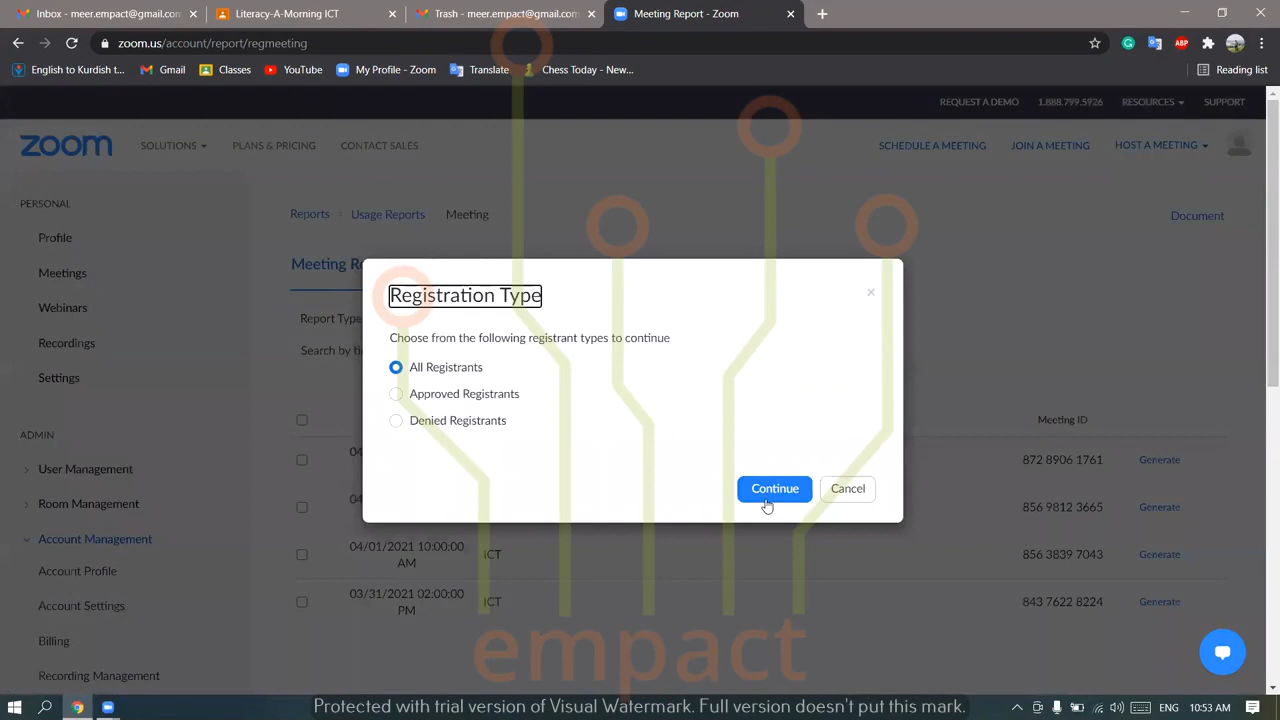 Inbox - meer.empact@gmail.com
Literacy-A-Morning ICT
Trash - meer.empact@gmail.com
Meeting Report - Zoom
zoom.us/account/report/regmeeting
ABP
English to Kurdish t...
Gmail
Classes
YouTube
My Profile - Zoom
Translate
Chess Today - New...
Reading list
REQUEST A DEMO
1.888.799.5926
RESOURCES
SUPPORT
zoom
SOLUTIONS
PLANS & PRICING
CONTACT SALES
SCHEDULE A MEETING
JOIN A MEETING
HOST A MEETING
PERSONAL
Profile
Meetings
Webinars
Recordings
Settings
ADMIN
User Management
Room Management
Account Management
Account Profile
Account Settings
Billing
Recording Management
Reports > Usage Reports > Meeting
Document
Meeting R
Report Type
Search by ti
Registration Type
×
Choose from the following registrant types to continue
All Registrants
Approved Registrants
Denied Registrants
Continue
Cancel
Meeting ID
04
872 8906 1761
Generate
856 9812 3665
Generate
04/01/2021 10:00:00
AM
ICT
856 3839 7043
Generate
03/31/2021 02:00:00
PM
ICT
843 7622 8224
Generate
empact
Protected with trial version of Visual Watermark. Full version doesn't put this mark.
ENG
10:53 AM